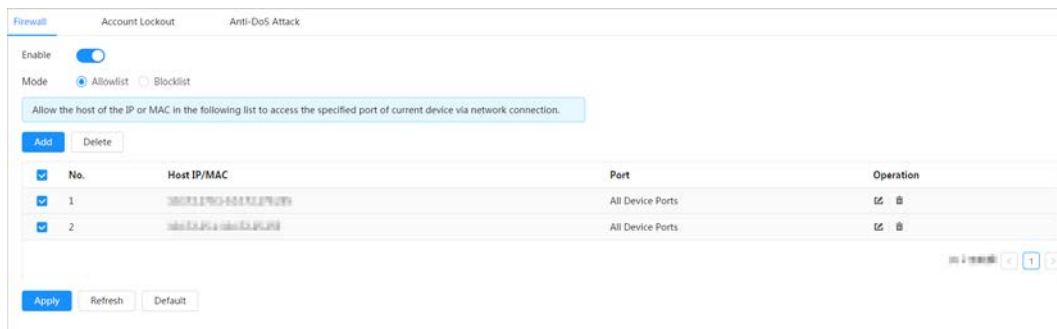 Firewall Account Lockout Anti-DoS Attack
Enable
Mode Allowlist Blocklist
Allow the host of the IP or MAC in the following list to access the specified port of current device via network connection.
Add Delete
No. Host IP/MAC Port Operation
1 All Device Ports
2 All Device Ports
1
Apply Refresh Default